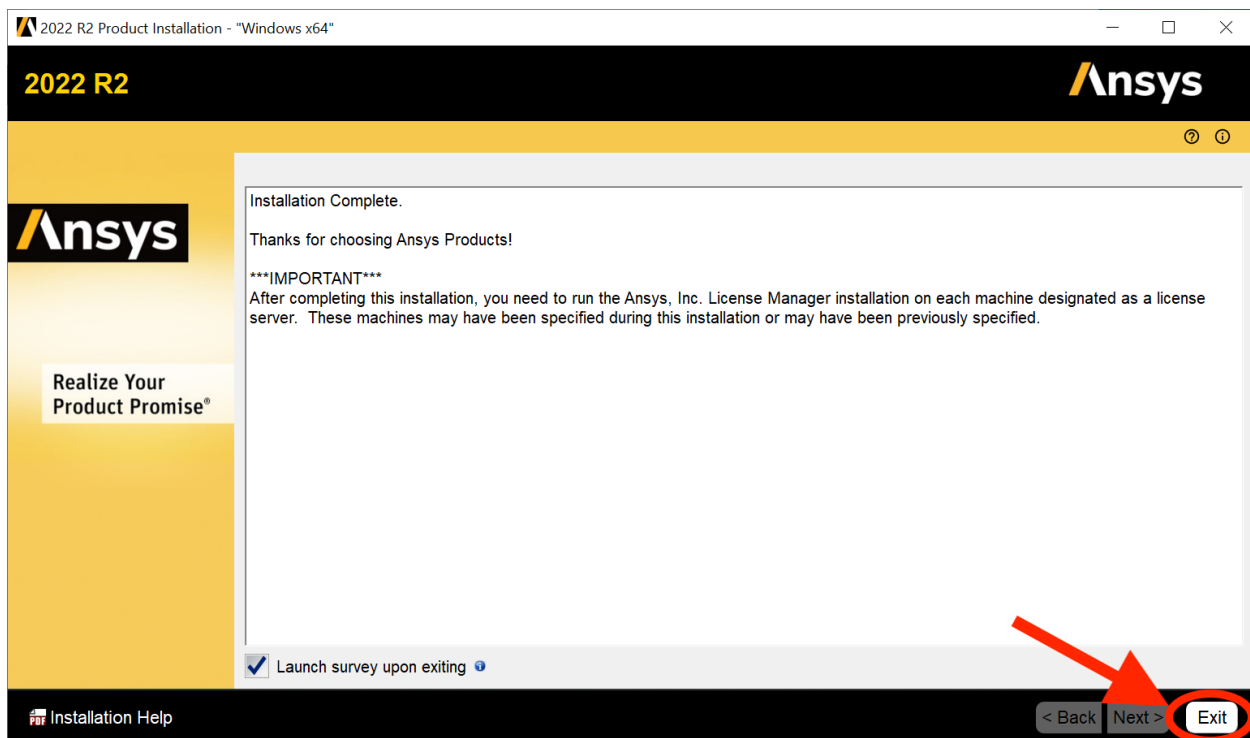 2022 R2 Product Installation - "Windows x64"
2022 R2
Ansys
Ansys
Realize Your
Product Promise®
Installation Complete.
Thanks for choosing Ansys Products!
***IMPORTANT***
After completing this installation, you need to run the Ansys, Inc. License Manager installation on each machine designated as a license
server.  These machines may have been specified during this installation or may have been previously specified.
Launch survey upon exiting
PDF Installation Help
< Back Next > Exit